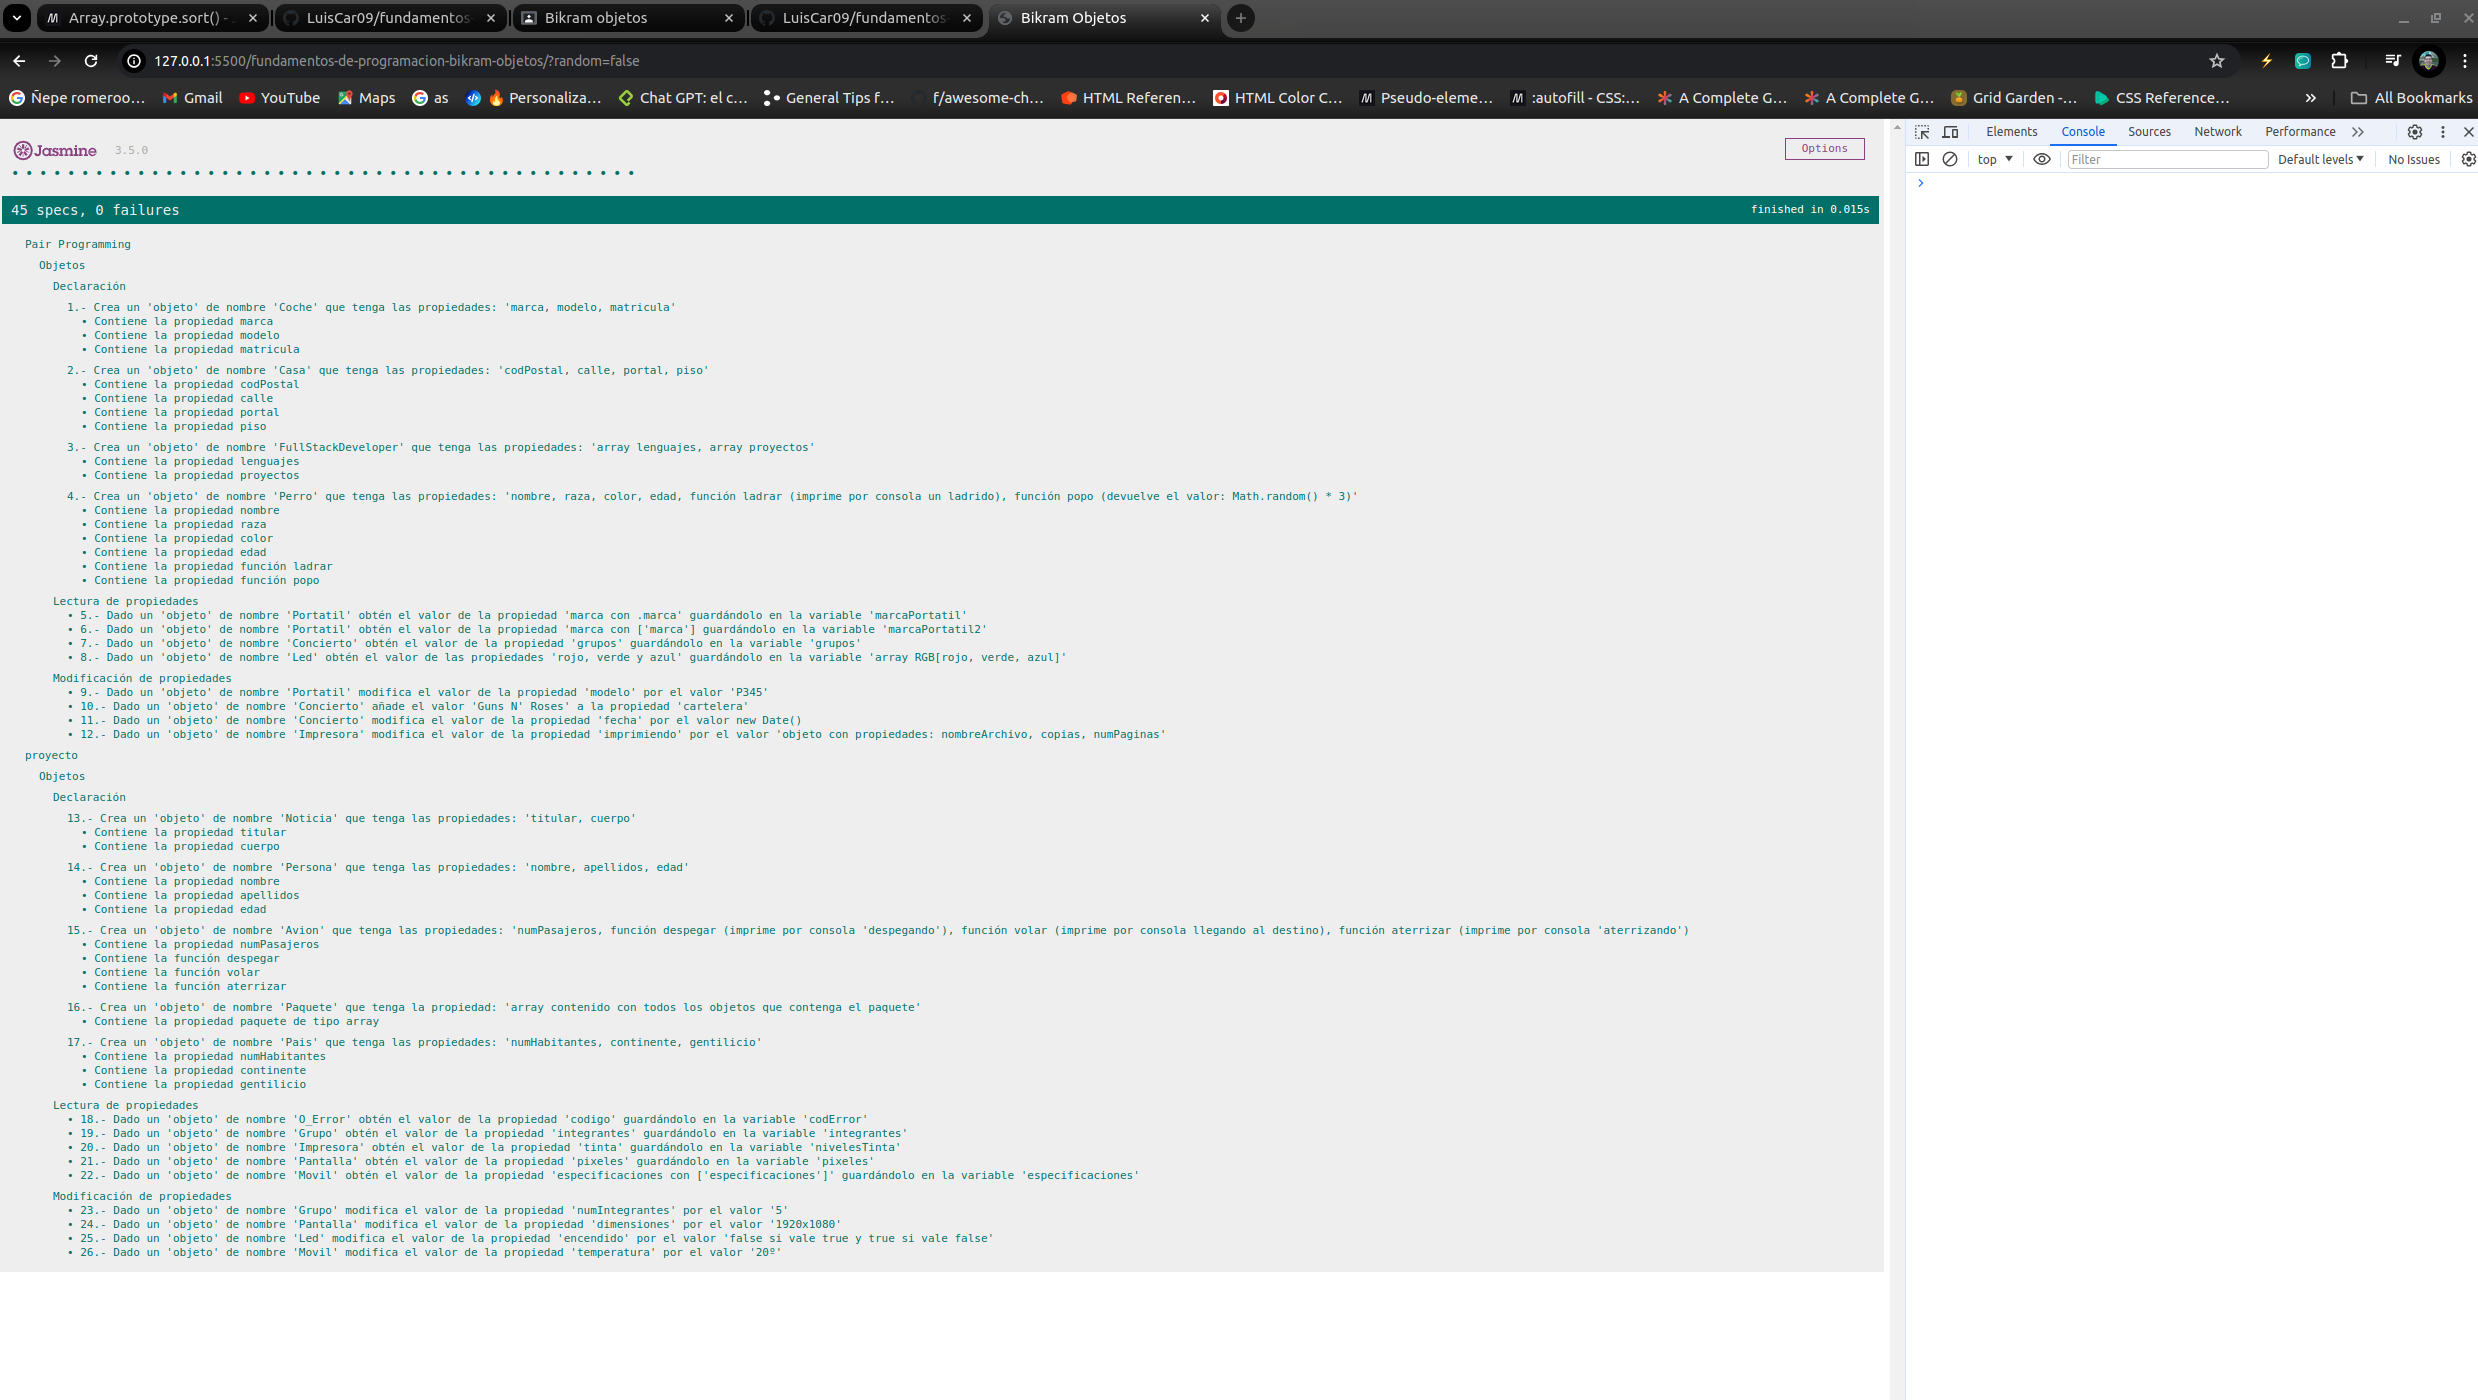 Array.prototype.sort() - 
LuisCar09/fundamentos-
Bikram objetos
LuisCar09/fundamentos-
Bikram Objetos
127.0.0.1:5500/fundamentos-de-programacion-bikram-objetos/?random=false
Ñepe romeroo…
Gmail
YouTube
Maps
as
🔥 Personaliza…
Chat GPT: el c…
General Tips f…
f/awesome-ch…
HTML Referen…
HTML Color C…
Pseudo-eleme…
:autofill - CSS:…
A Complete G…
A Complete G…
Grid Garden -…
CSS Reference…
All Bookmarks
Jasmine 3.5.0
Options
45 specs, 0 failures
finished in 0.015s
Pair Programming
Objetos
Declaración
1.- Crea un 'objeto' de nombre 'Coche' que tenga las propiedades: 'marca, modelo, matricula'
• Contiene la propiedad marca
• Contiene la propiedad modelo
• Contiene la propiedad matricula
2.- Crea un 'objeto' de nombre 'Casa' que tenga las propiedades: 'codPostal, calle, portal, piso'
• Contiene la propiedad codPostal
• Contiene la propiedad calle
• Contiene la propiedad portal
• Contiene la propiedad piso
3.- Crea un 'objeto' de nombre 'FullStackDeveloper' que tenga las propiedades: 'array lenguajes, array proyectos'
• Contiene la propiedad lenguajes
• Contiene la propiedad proyectos
4.- Crea un 'objeto' de nombre 'Perro' que tenga las propiedades: 'nombre, raza, color, edad, función ladrar (imprime por consola un ladrido), función popo (devuelve el valor: Math.random() * 3)'
• Contiene la propiedad nombre
• Contiene la propiedad raza
• Contiene la propiedad color
• Contiene la propiedad edad
• Contiene la propiedad función ladrar
• Contiene la propiedad función popo
Lectura de propiedades
• 5.- Dado un 'objeto' de nombre 'Portatil' obtén el valor de la propiedad 'marca con .marca' guardándolo en la variable 'marcaPortatil'
• 6.- Dado un 'objeto' de nombre 'Portatil' obtén el valor de la propiedad 'marca con ['marca'] guardándolo en la variable 'marcaPortatil2'
• 7.- Dado un 'objeto' de nombre 'Concierto' obtén el valor de la propiedad 'grupos' guardándolo en la variable 'grupos'
• 8.- Dado un 'objeto' de nombre 'Led' obtén el valor de las propiedades 'rojo, verde y azul' guardándolo en la variable 'array RGB[rojo, verde, azul]'
Modificación de propiedades
• 9.- Dado un 'objeto' de nombre 'Portatil' modifica el valor de la propiedad 'modelo' por el valor 'P345'
• 10.- Dado un 'objeto' de nombre 'Concierto' añade el valor 'Guns N' Roses' a la propiedad 'cartelera'
• 11.- Dado un 'objeto' de nombre 'Concierto' modifica el valor de la propiedad 'fecha' por el valor new Date()
• 12.- Dado un 'objeto' de nombre 'Impresora' modifica el valor de la propiedad 'imprimiendo' por el valor 'objeto con propiedades: nombreArchivo, copias, numPaginas'
proyecto
Objetos
Declaración
13.- Crea un 'objeto' de nombre 'Noticia' que tenga las propiedades: 'titular, cuerpo'
• Contiene la propiedad titular
• Contiene la propiedad cuerpo
14.- Crea un 'objeto' de nombre 'Persona' que tenga las propiedades: 'nombre, apellidos, edad'
• Contiene la propiedad nombre
• Contiene la propiedad apellidos
• Contiene la propiedad edad
15.- Crea un 'objeto' de nombre 'Avion' que tenga las propiedades: 'numPasajeros, función despegar (imprime por consola 'despegando'), función volar (imprime por consola llegando al destino), función aterrizar (imprime por consola 'aterrizando')
• Contiene la propiedad numPasajeros
• Contiene la función despegar
• Contiene la función volar
• Contiene la función aterrizar
16.- Crea un 'objeto' de nombre 'Paquete' que tenga la propiedad: 'array contenido con todos los objetos que contenga el paquete'
• Contiene la propiedad paquete de tipo array
17.- Crea un 'objeto' de nombre 'Pais' que tenga las propiedades: 'numHabitantes, continente, gentilicio'
• Contiene la propiedad numHabitantes
• Contiene la propiedad continente
• Contiene la propiedad gentilicio
Lectura de propiedades
• 18.- Dado un 'objeto' de nombre 'O_Error' obtén el valor de la propiedad 'codigo' guardándolo en la variable 'codError'
• 19.- Dado un 'objeto' de nombre 'Grupo' obtén el valor de la propiedad 'integrantes' guardándolo en la variable 'integrantes'
• 20.- Dado un 'objeto' de nombre 'Impresora' obtén el valor de la propiedad 'tinta' guardándolo en la variable 'nivelesTinta'
• 21.- Dado un 'objeto' de nombre 'Pantalla' obtén el valor de la propiedad 'pixeles' guardándolo en la variable 'pixeles'
• 22.- Dado un 'objeto' de nombre 'Movil' obtén el valor de la propiedad 'especificaciones con ['especificaciones']' guardándolo en la variable 'especificaciones'
Modificación de propiedades
• 23.- Dado un 'objeto' de nombre 'Grupo' modifica el valor de la propiedad 'numIntegrantes' por el valor '5'
• 24.- Dado un 'objeto' de nombre 'Pantalla' modifica el valor de la propiedad 'dimensiones' por el valor '1920x1080'
• 25.- Dado un 'objeto' de nombre 'Led' modifica el valor de la propiedad 'encendido' por el valor 'false si vale true y true si vale false'
• 26.- Dado un 'objeto' de nombre 'Movil' modifica el valor de la propiedad 'temperatura' por el valor '20º'
Elements
Console
Sources
Network
Performance
top
Filter
Default levels
No Issues